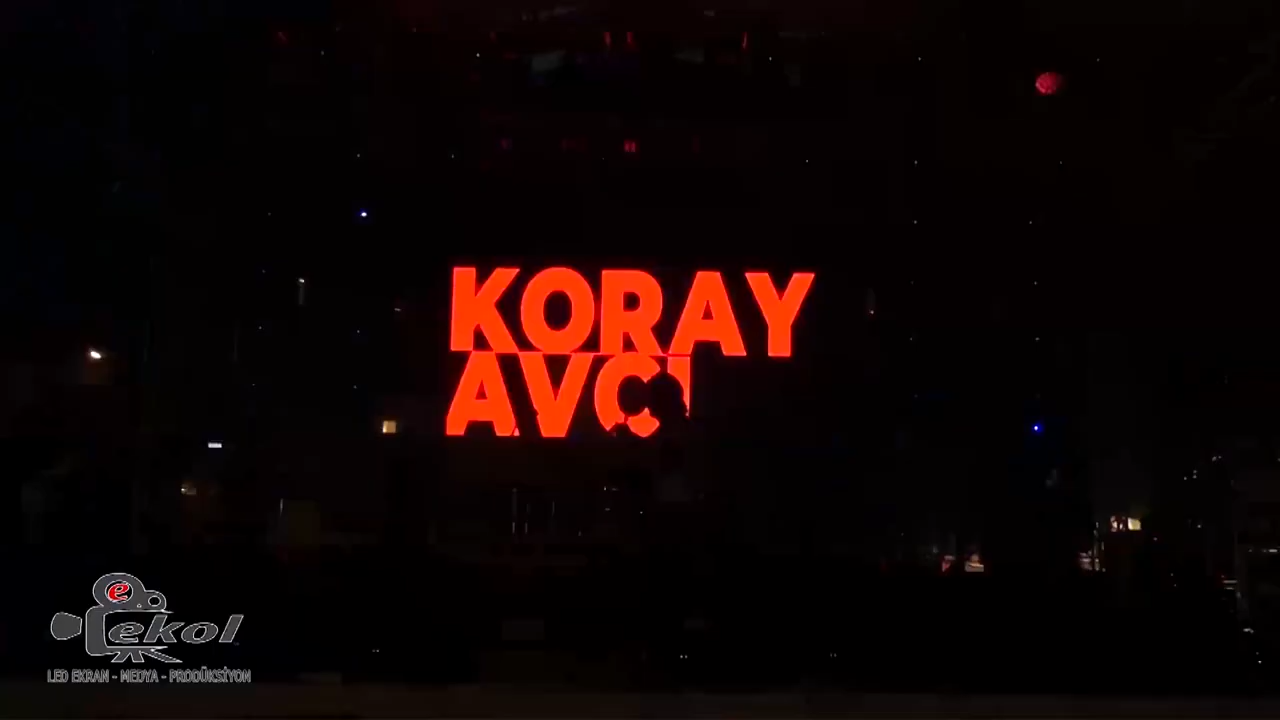 KORAY
AVCI
e
ekol
LED EKRAN - MEDYA - PRODÜKSİYON